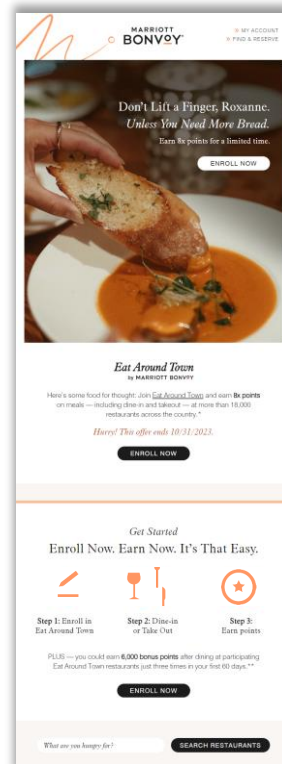 MARRIOTT
BONVOY
MY ACCOUNT
FIND & RESERVE
Don't Lift a Finger, Roxanne.
Unless You Need More Bread.
Earn 8x points for a limited time.
ENROLL NOW
Eat Around Town
by MARRIOTT BONVOY
Here's some food for thought: Join Eat Around Town and earn 8x points
on meals — including dine in and takeout — at more than 18,000
restaurants across the country.*
Hurry! This offer ends 10/31/2023.
ENROLL NOW
Get Started
Enroll Now. Earn Now. It's That Easy.
Step 1: Enroll in
Eat Around Town
Step 2: Dine-in
or Take Out
Step 3:
Earn points
PLUS — you could earn 6,000 bonus points after dining at participating
Eat Around Town restaurants just three times in your first 60 days.**
ENROLL NOW
What are you hungry for?
SEARCH RESTAURANTS